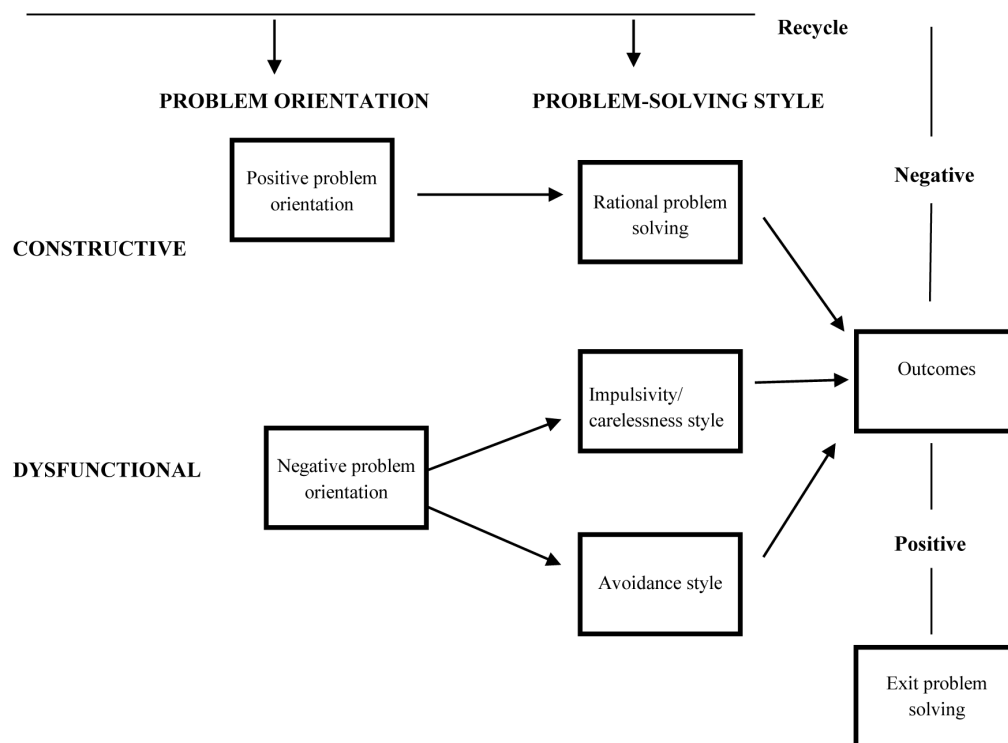 Recycle
PROBLEM ORIENTATION
PROBLEM-SOLVING STYLE
Positive problem
orientation
Rational problem
solving
Negative
CONSTRUCTIVE
Outcomes
Impulsivity/
carelessness style
DYSFUNCTIONAL
Negative problem
orientation
Avoidance style
Positive
Exit problem
solving